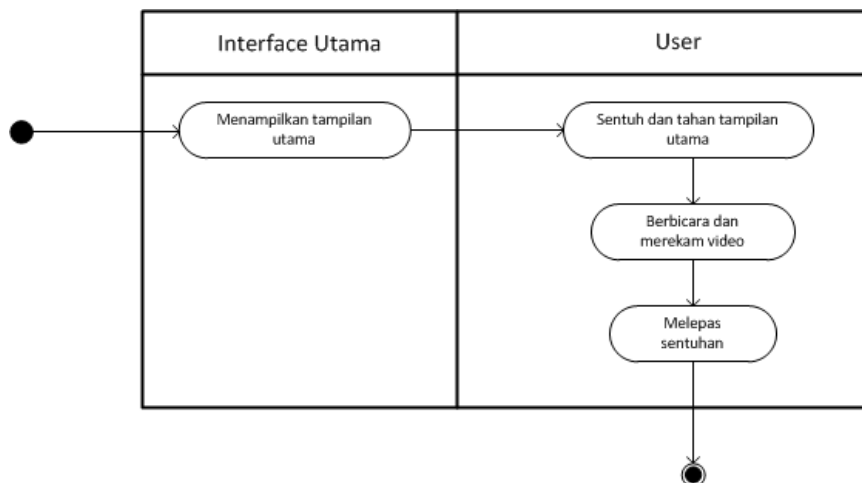 Interface Utama
User
Menampilkan tampilan
utama
Sentuh dan tahan tampilan
utama
Berbicara dan
merekam video
Melepas
sentuhan